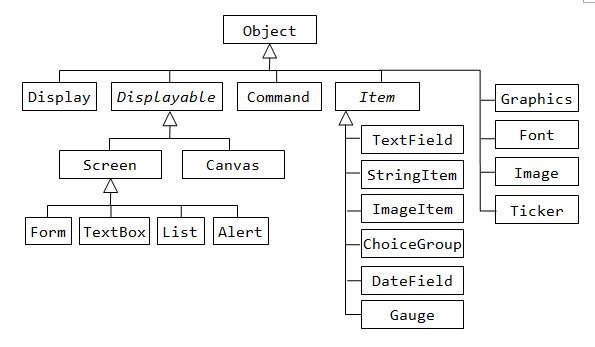 Object
Display
Displayable
Command
Item
Graphics
Font
Image
Ticker
TextField
StringItem
ImageItem
ChoiceGroup
DateField
Gauge
Screen
Canvas
Form
TextBox
List
Alert